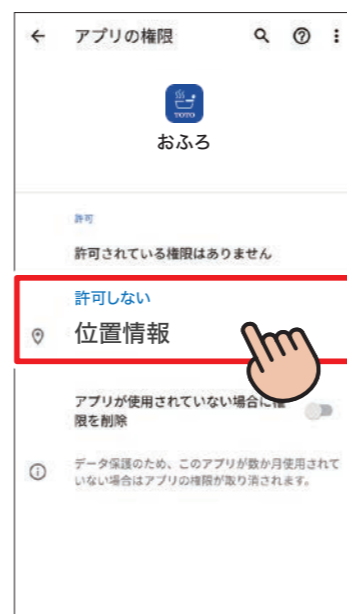 アプリの権限
TOTO
おふろ
許可
許可されている権限はありません
許可しない
位置情報
アプリが使用されていない場合に権
限を削除
データ保護のため、このアプリが数か月使用されて
いない場合はアプリの権限が取り消されます。